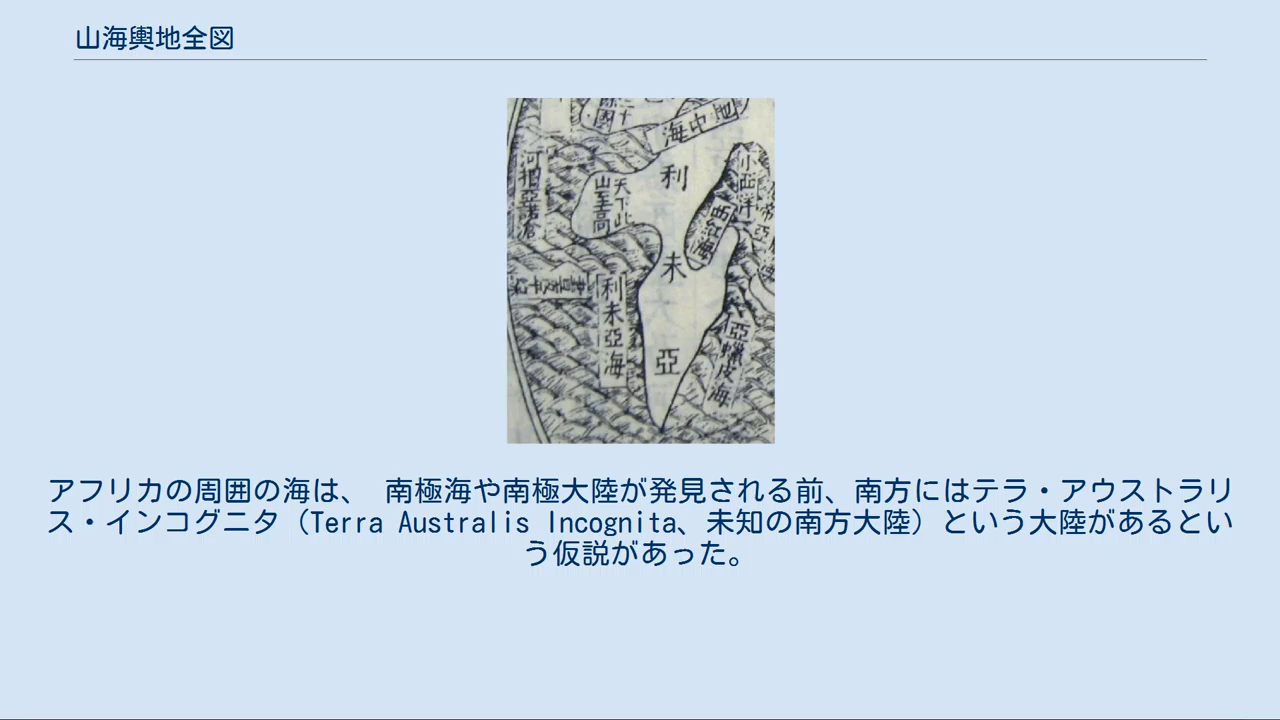 山海輿地全図
地中海
利
未
亞
天下此
山至高
小西洋
西紅海
河摺亞諾倉
利未亞海
亞蠟皮海
アフリカの周囲の海は、 南極海や南極大陸が発見される前、南方にはテラ・アウストラリ
ス・インコグニタ（Terra Australis Incognita、未知の南方大陸）という大陸があるとい
う仮説があった。